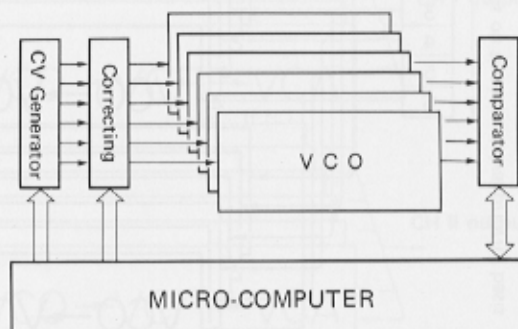 CV Generator
Correcting
VCO
Comparator
MICRO-COMPUTER